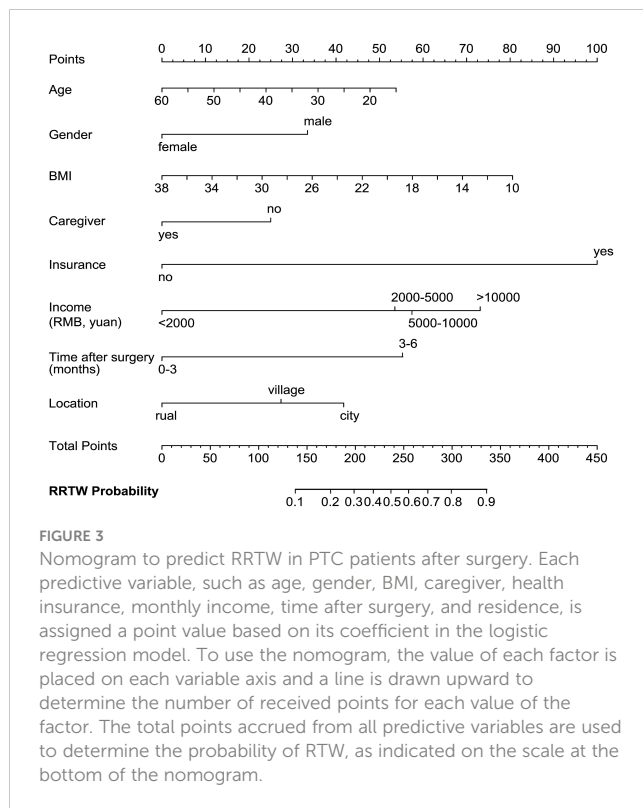 Points 0 10 20 30 40 50 60 70 80 90 100
Age
60 50 40 30 20
Gender
male
female
BMI
38 34 30 26 22 18 14 10
Caregiver
no
yes
Insurance
yes
no
2000-5000 >10000
Income
(RMB, yuan)
<2000 5000-10000
3-6
Time after surgery
(months)
0-3
village
Location
rual city
Total Points
0 50 100 150 200 250 300 350 400 450
RRTW Probability
0.1 0.2 0.30.40.50.60.7 0.8 0.9
FIGURE 3
Nomogram to predict RRTW in PTC patients after surgery. Each
predictive variable, such as age, gender, BMI, caregiver, health
insurance, monthly income, time after surgery, and residence, is
assigned a point value based on its coefficient in the logistic
regression model. To use the nomogram, the value of each factor is
placed on each variable axis and a line is drawn upward to
determine the number of received points for each value of the
factor. The total points accrued from all predictive variables are used
to determine the probability of RTW, as indicated on the scale at the
bottom of the nomogram.